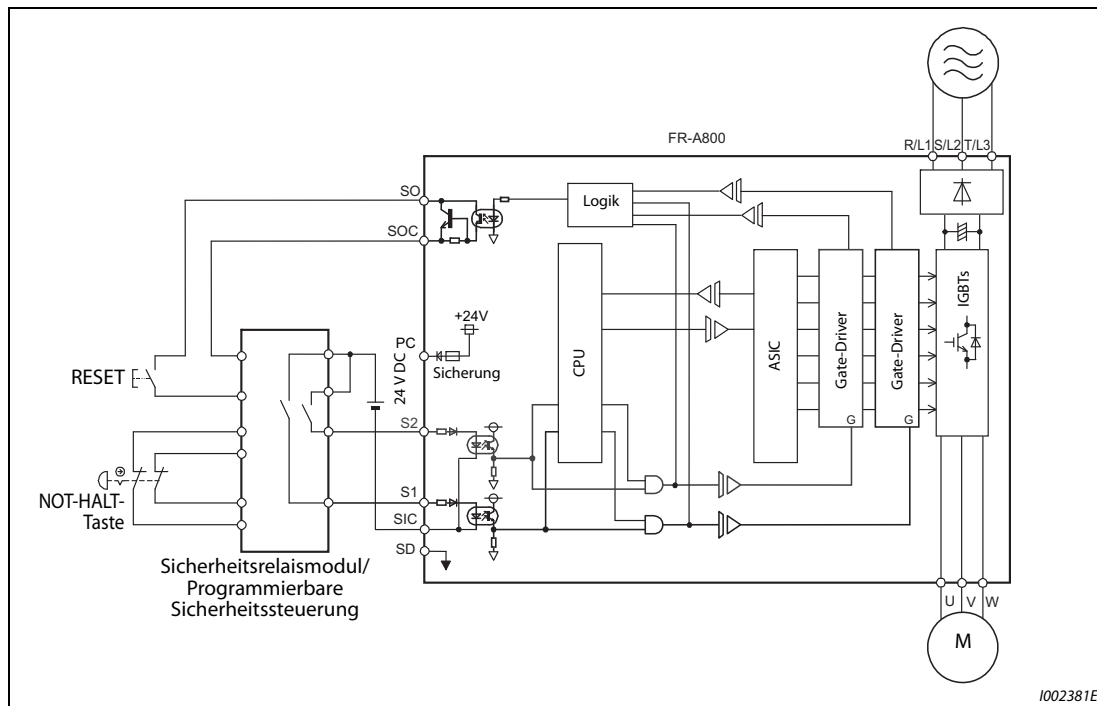 FR-A800
R/L1 S/L2 T/L3
SO
SOC
Logik
+24V
PC
Sicherung
24 V DC
CPU
ASIC
Gate-Driver
Gate-Driver
IGBTs
G
G
RESET
S2
NOT-HALT-
Taste
S1
SIC
SD
Sicherheitsrelaismodul/
Programmierbare
Sicherheitssteuerung
U
V
W
M
I002381E